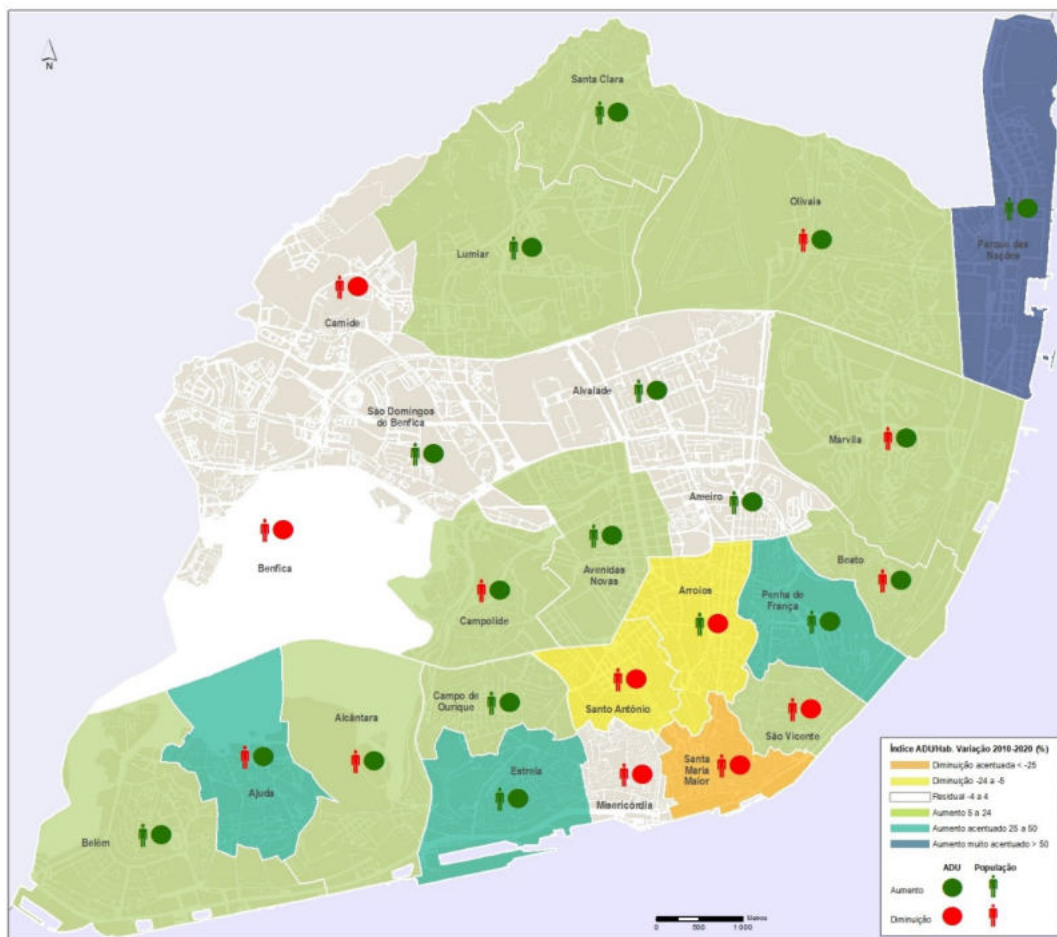 N
Santa Clara
Olivais
Parque das
Nações
Lumiar
Carnide
Alvalade
São Domingos
de Benfica
Marvila
Areeiro
Benfica
Avenidas
Novas
Beato
Campolide
Arroios
Penha de
França
Campo de
Ourique
Santo António
São Vicente
Alcântara
Estrela
Santa
Maria
Maior
Misericórdia
Ajuda
Belém
Índice ADU/Hab. Variação 2010-2020 (%)
Diminuição acentuada < -25
Diminuição -24 a -5
Residual -4 a 4
Aumento 5 a 24
Aumento acentuado 25 a 50
Aumento muito acentuado > 50
ADU População
Aumento
Diminuição
Metros
0 500 1 000